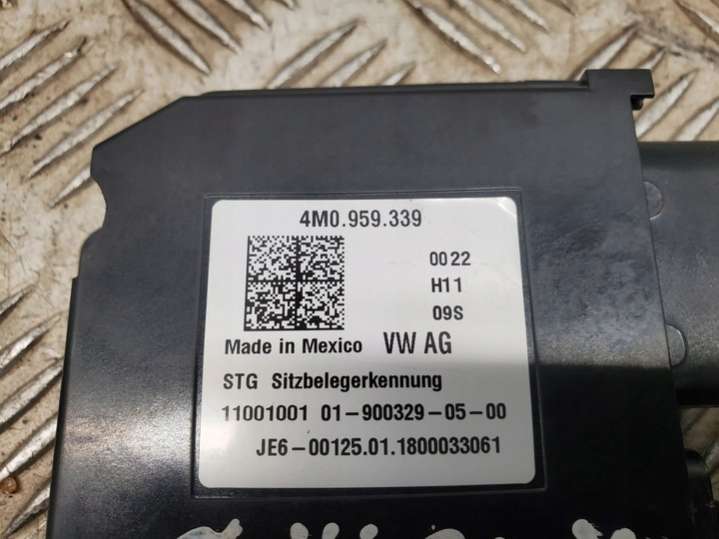 4M0.959.339
0022
H11
09S
Made in Mexico VW AG
STG Sitzbelegerkennung
11001001 01-900329-05-00
JE6-00125.01.1800033061